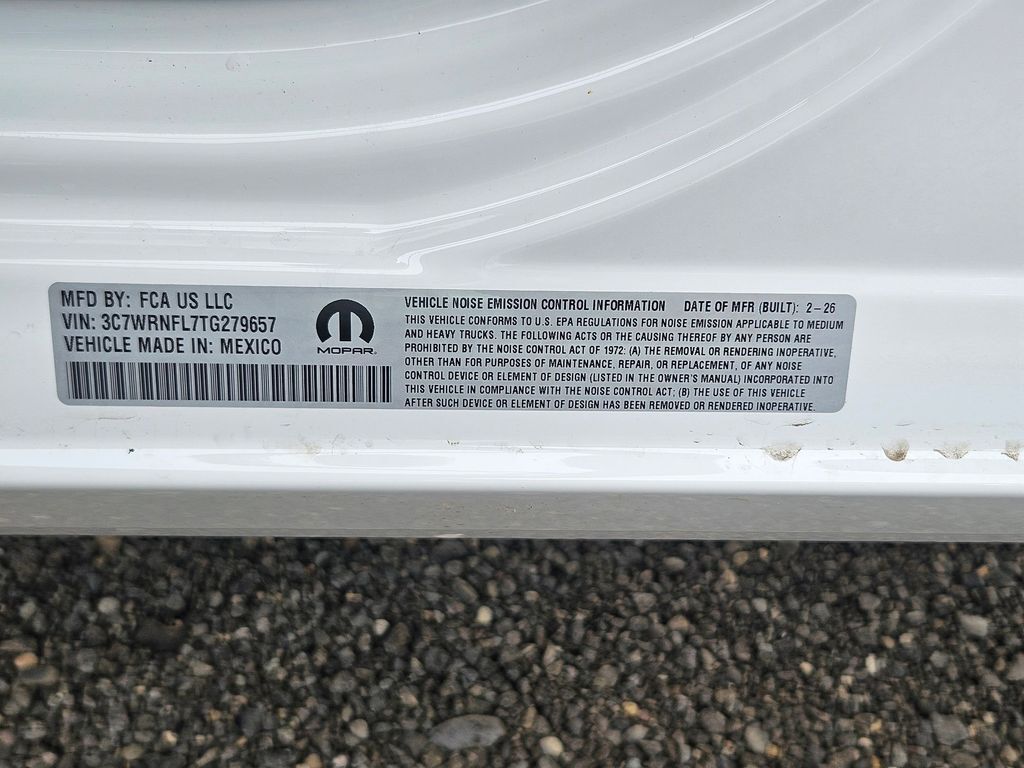 MFD BY: FCA US LLC
VIN: 3C7WRNFL7TG279657
VEHICLE MADE IN: MEXICO
MOPAR
VEHICLE NOISE EMISSION CONTROL INFORMATION DATE OF MFR (BUILT): 2-26
THIS VEHICLE CONFORMS TO U.S. EPA REGULATIONS FOR NOISE EMISSION APPLICABLE TO MEDIUM
AND HEAVY TRUCKS. THE FOLLOWING ACTS OR THE CAUSING THEREOF BY ANY PERSON ARE
PROHIBITED BY THE NOISE CONTROL ACT OF 1972: (A) THE REMOVAL OR RENDERING INOPERATIVE,
OTHER THAN FOR PURPOSES OF MAINTENANCE, REPAIR, OR REPLACEMENT, OF ANY NOISE
CONTROL DEVICE OR ELEMENT OF DESIGN (LISTED IN THE OWNER'S MANUAL) INCORPORATED INTO
THIS VEHICLE IN COMPLIANCE WITH THE NOISE CONTROL ACT; (B) THE USE OF THIS VEHICLE
AFTER SUCH DEVICE OR ELEMENT OF DESIGN HAS BEEN REMOVED OR RENDERED INOPERATIVE.